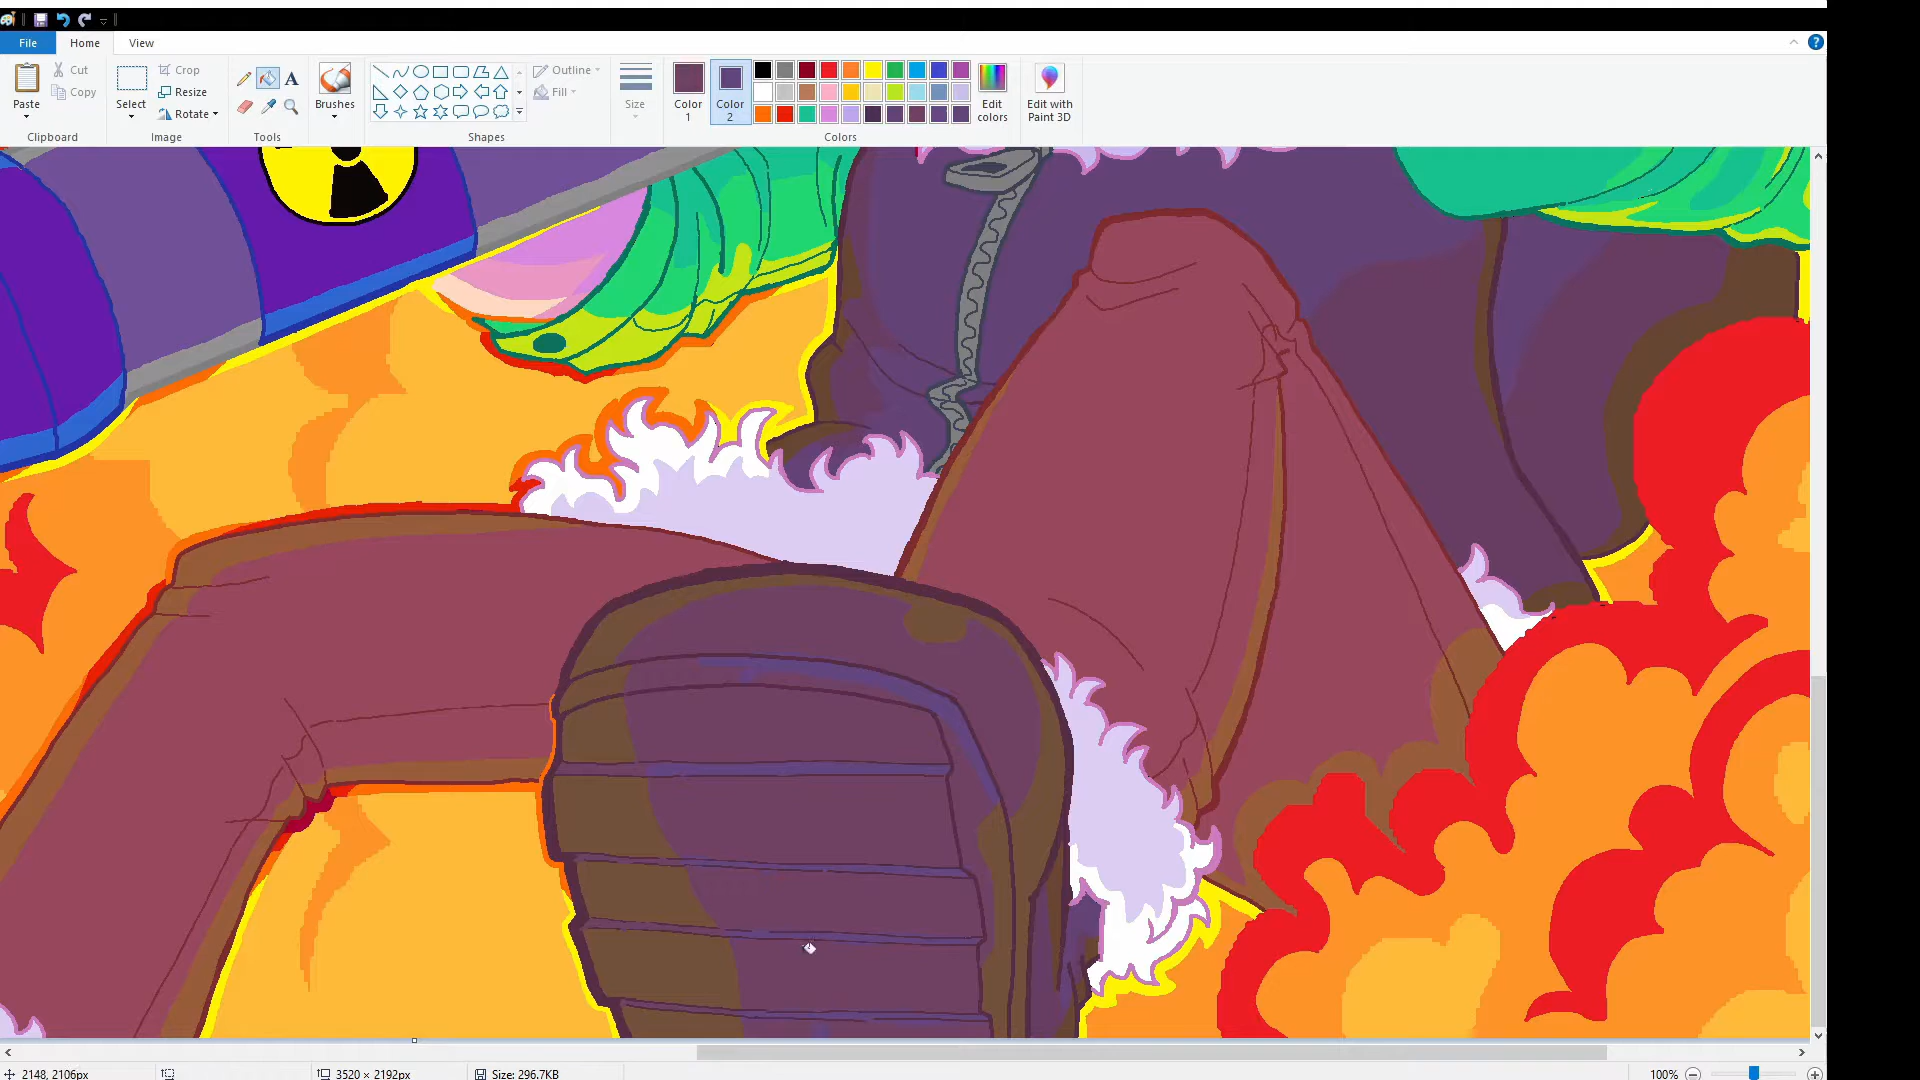 File Home View
Paste
Cut
Copy
Clipboard
Select
Crop
Resize
Rotate
Image
A
Tools
Brushes
Shapes
Outline
Fill
Size
Color
1
Color
2
Edit
colors
Colors
Edit with
Paint 3D
?
2148, 2106px
3520 × 2192px
Size: 296.7KB
100%